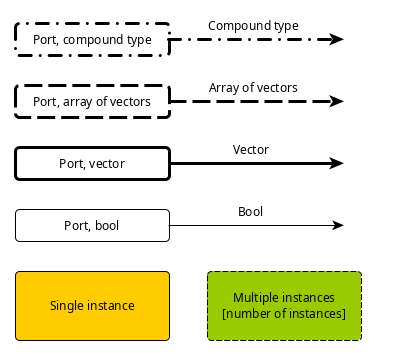 Compound type
Port, compound type
Array of vectors
Port, array of vectors
Vector
Port, vector
Bool
Port, bool
Single instance
Multiple instances
[number of instances]